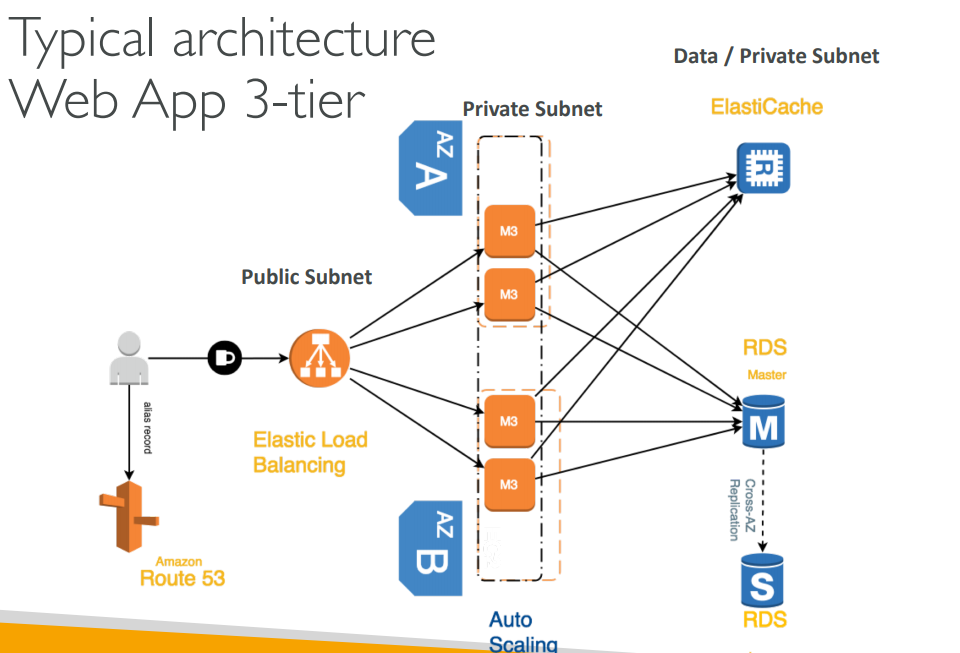 Typical architecture
Web App 3-tier
Data / Private Subnet
Private Subnet
ElastiCache
AZ
A
R
M3
M3
Public Subnet
alias record
Elastic Load
Balancing
RDS
Master
M
M3
M3
Cross-AZ
Replication
AZ
B
Amazon
Route 53
S
RDS
Auto
Scaling